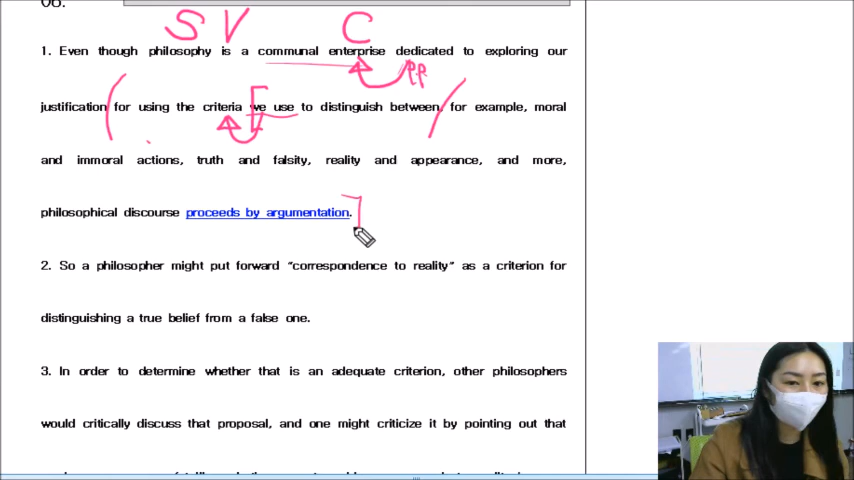 06.
S V C
1. Even though philosophy is a communal enterprise dedicated to exploring our
p.p.
justification for using the criteria we use to distinguish between, for example, moral
and immoral actions, truth and falsity, reality and appearance, and more,
philosophical discourse proceeds by argumentation.
2. So a philosopher might put forward “correspondence to reality” as a criterion for
distinguishing a true belief from a false one.
3. In order to determine whether that is an adequate criterion, other philosophers
would critically discuss that proposal, and one might criticize it by pointing out that